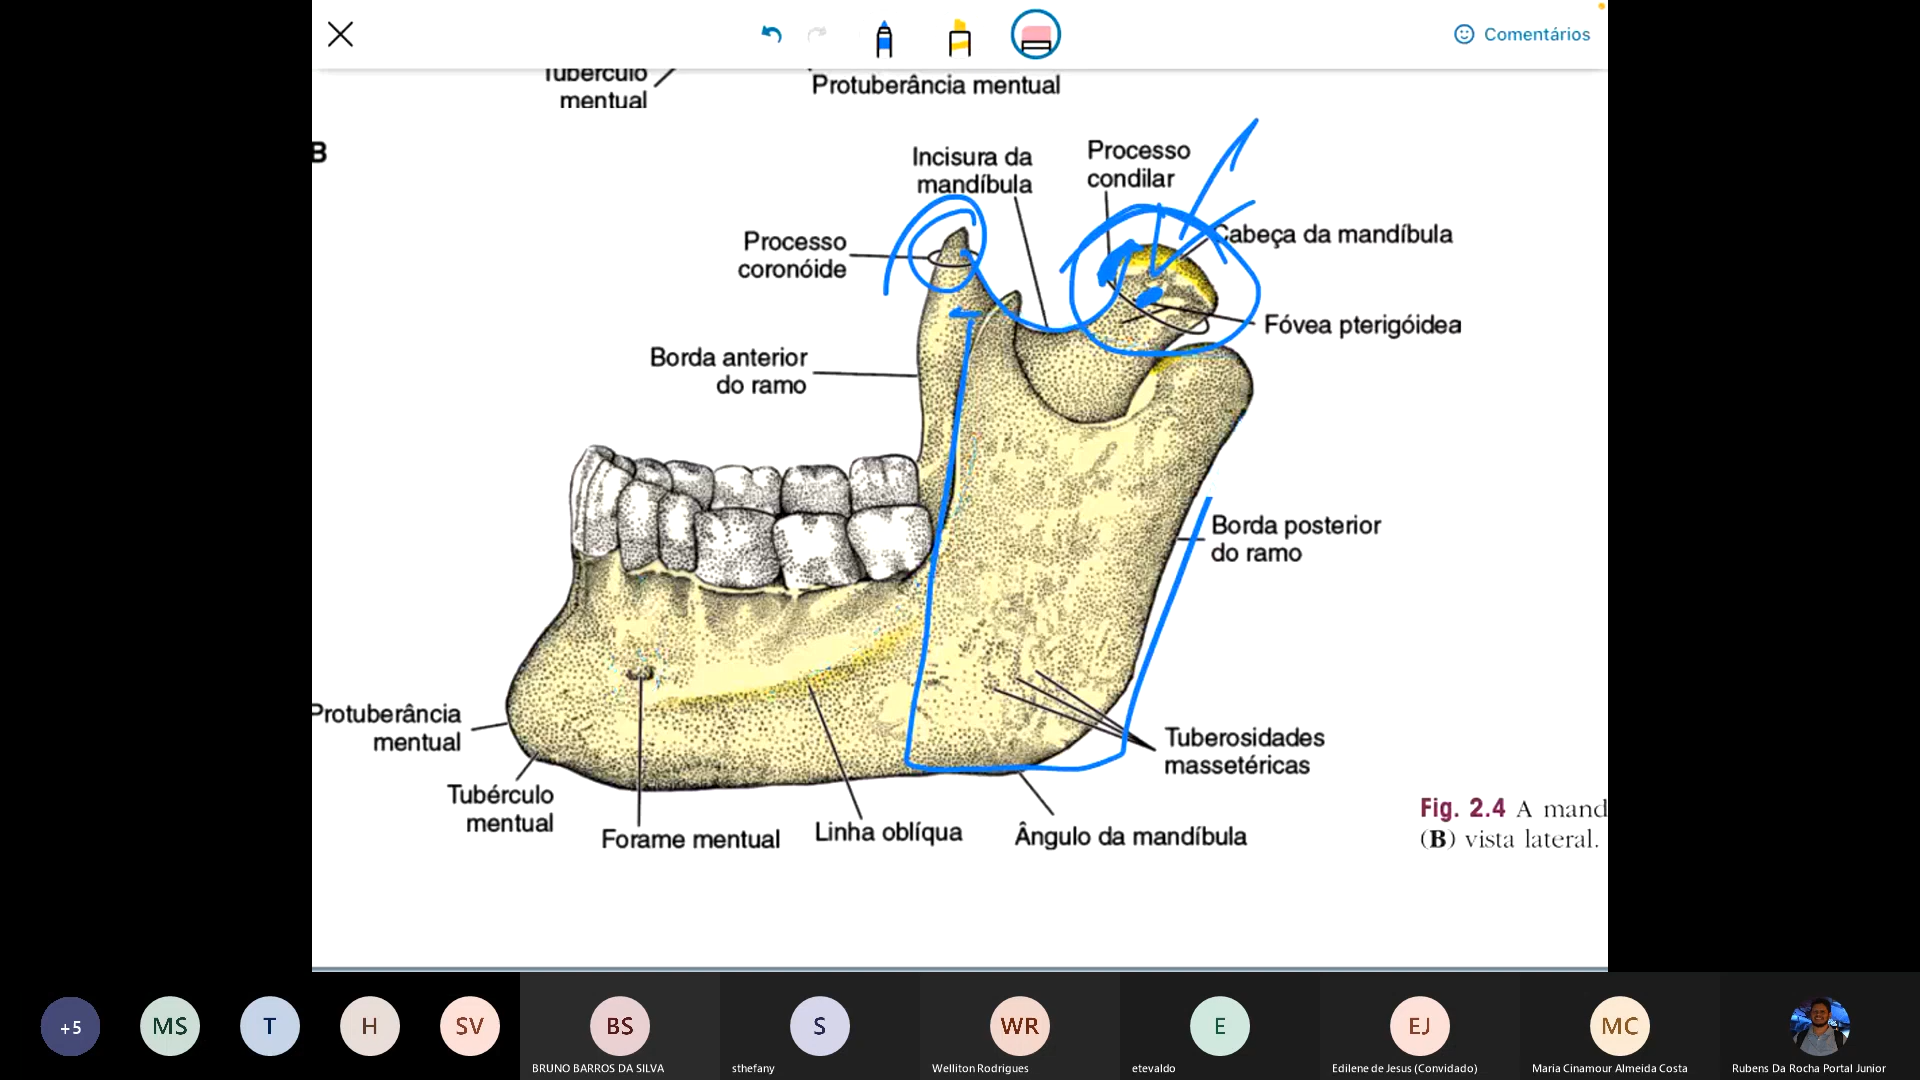 Comentários
Tubérculo
mentual
Protuberância mentual
B
Incisura da
mandíbula
Processo
condilar
Cabeça da mandíbula
Processo
coronóide
Fóvea pterigóidea
Borda anterior
do ramo
Borda posterior
do ramo
Protuberância
mentual
Tuberosidades
massetéricas
Tubérculo
mentual
Forame mentual
Linha oblíqua
Ângulo da mandíbula
Fig. 2.4 A mand
(B) vista lateral.
+5
MS
T
H
SV
BS
S
WR
E
EJ
MC
BRUNO BARROS DA SILVA
sthefany
Welliton Rodrigues
etevaldo
Edilene de Jesus (Convidado)
Maria Cinamour Almeida Costa
Rubens Da Rocha Portal Junior